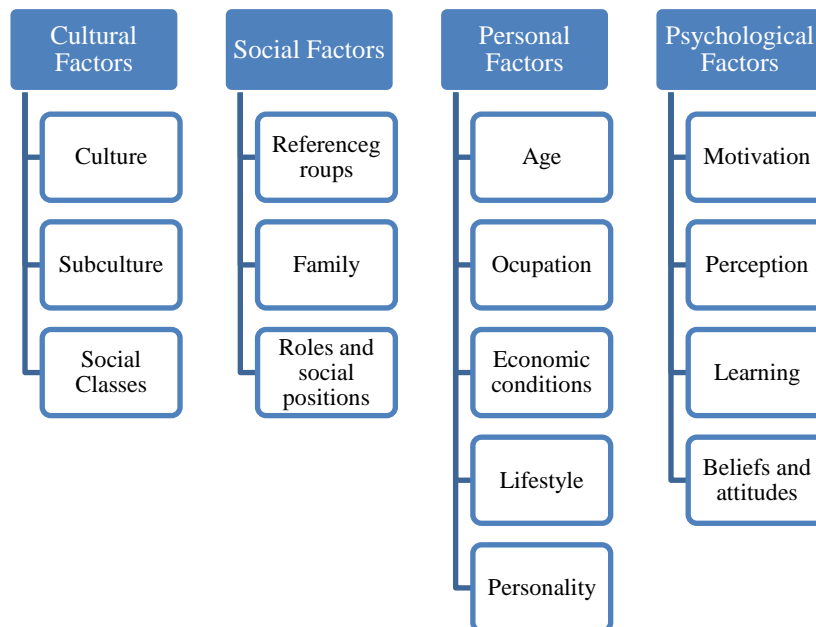 Cultural
Factors
Culture
Subculture
Social
Classes
Social Factors
Referenceg
roups
Family
Roles and
social
positions
Personal
Factors
Age
Ocupation
Economic
conditions
Lifestyle
Personality
Psychological
Factors
Motivation
Perception
Learning
Beliefs and
attitudes